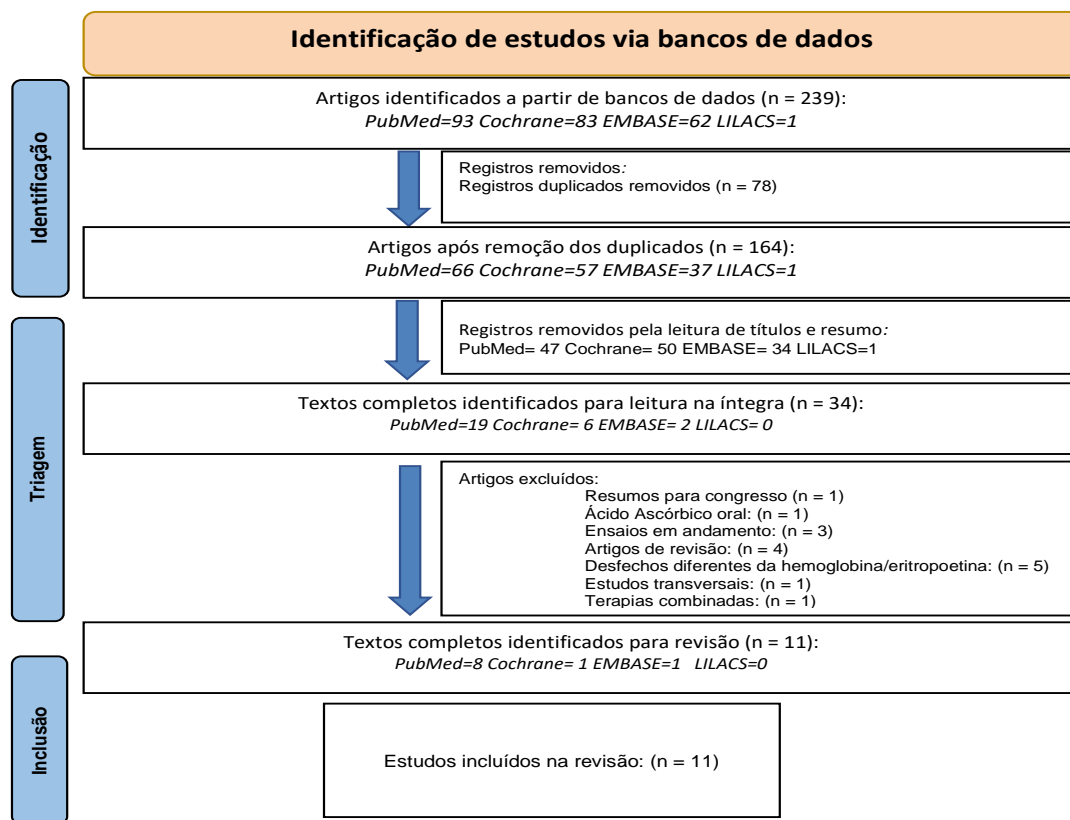 Identificação de estudos via bancos de dados
Identificação
Artigos identificados a partir de bancos de dados (n = 239):
PubMed=93 Cochrane=83 EMBASE=62 LILACS=1
Registros removidos:
Registros duplicados removidos (n = 78)
Artigos após remoção dos duplicados (n = 164):
PubMed=66 Cochrane=57 EMBASE=37 LILACS=1
Triagem
Registros removidos pela leitura de títulos e resumo:
PubMed= 47 Cochrane= 50 EMBASE= 34 LILACS=1
Textos completos identificados para leitura na íntegra (n = 34):
PubMed=19 Cochrane= 6 EMBASE= 2 LILACS= 0
Artigos excluídos:
Resumos para congresso (n = 1)
Ácido Ascórbico oral: (n = 1)
Ensaios em andamento: (n = 3)
Artigos de revisão: (n = 4)
Desfechos diferentes da hemoglobina/eritropoetina: (n = 5)
Estudos transversais: (n = 1)
Terapias combinadas: (n = 1)
Inclusão
Textos completos identificados para revisão (n = 11):
PubMed=8 Cochrane= 1 EMBASE=1 LILACS=0
Estudos incluídos na revisão: (n = 11)